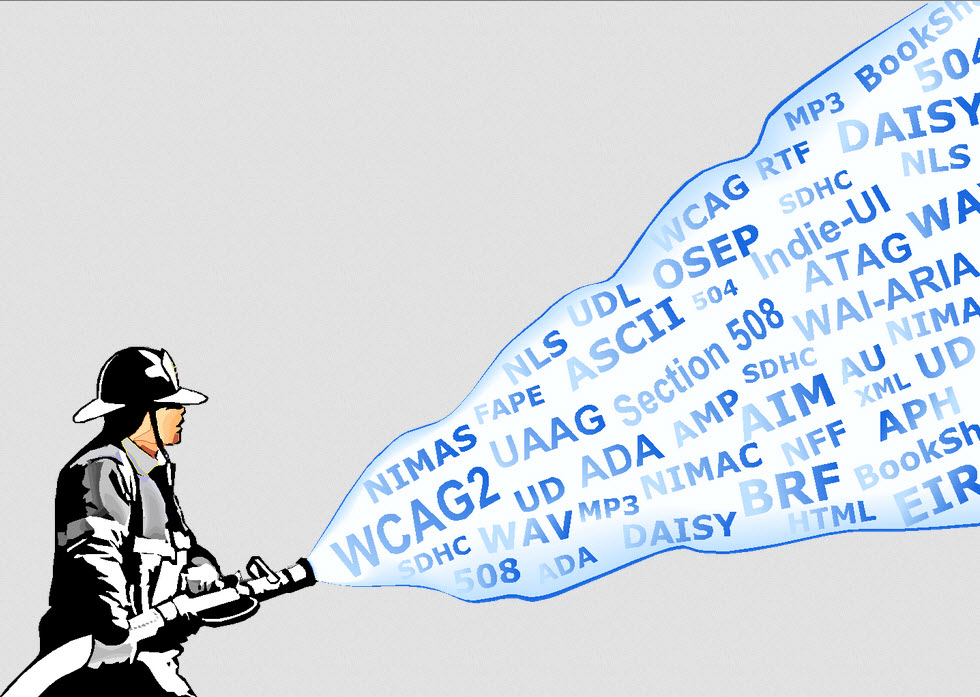 BookSh
504
MP3
DAISY
RTF
NLS
WCAG
SDHC
Indie-UI
WA
OSEP
ATAG
UDL
504
WAI-ARIA
NLS
ASCII
Section 508
NIMA
FAPE
SDHC
AU
UD
NIMAS
UAAG
AMP
AIM
XML
WCAG2
UD
ADA
NIMAC
NFF
APH
SDHC
WAV
MP3
BRF
BookSh
508
ADA
DAISY
HTML
EIR